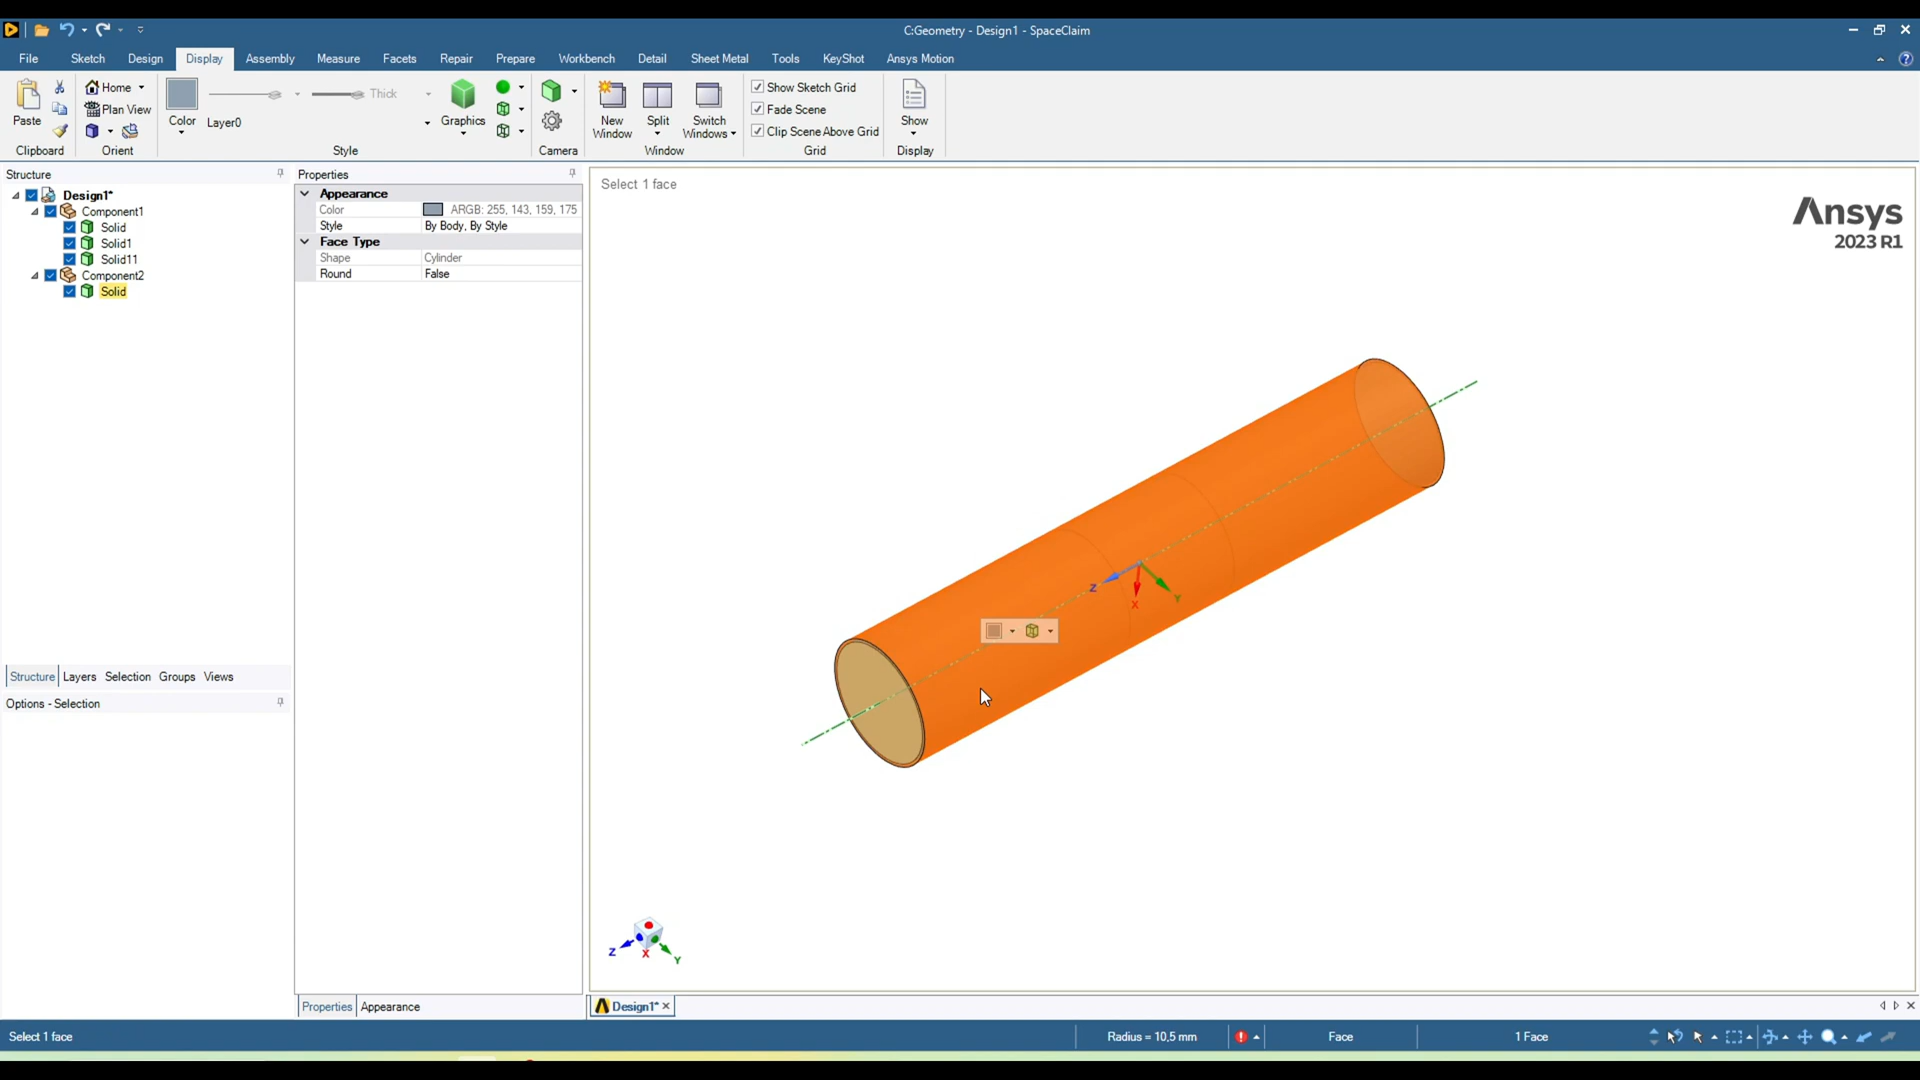 C:Geometry - Design1 - SpaceClaim
File Sketch Design Display Assembly Measure Facets Repair Prepare Workbench Detail Sheet Metal Tools KeyShot Ansys Motion
Paste
Clipboard
Home
Plan View
Orient
Color
Layer0
Thick
Style
Graphics
Camera
New Window
Split
Switch Windows
Window
Show Sketch Grid
Fade Scene
Clip Scene Above Grid
Grid
Show
Display
Structure
Design1*
Component1
Solid
Solid1
Solid11
Component2
Solid
Structure Layers Selection Groups Views
Options - Selection
Properties
Appearance
Color ARGB: 255, 143, 159, 175
Style By Body, By Style
Face Type
Shape Cylinder
Round False
Properties Appearance
Select 1 face
Ansys
2023 R1
Z
X
Y
Z
X
Y
Design1*
Select 1 face
Radius = 10,5 mm
Face
1 Face